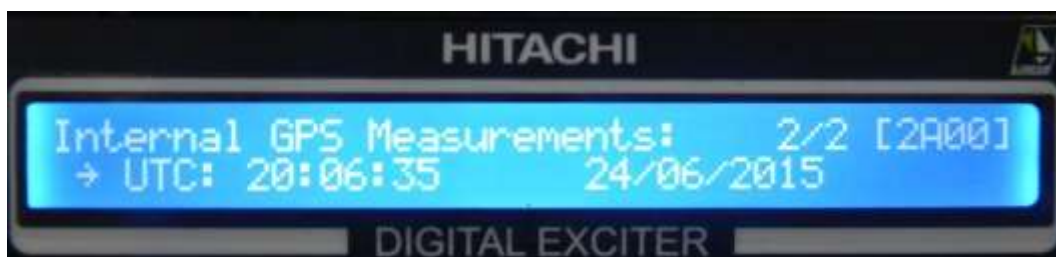 HITACHI
Internal GPS Measurements: 2/2 [2A00]
→ UTC: 20:06:35 24/06/2015
DIGITAL EXCITER